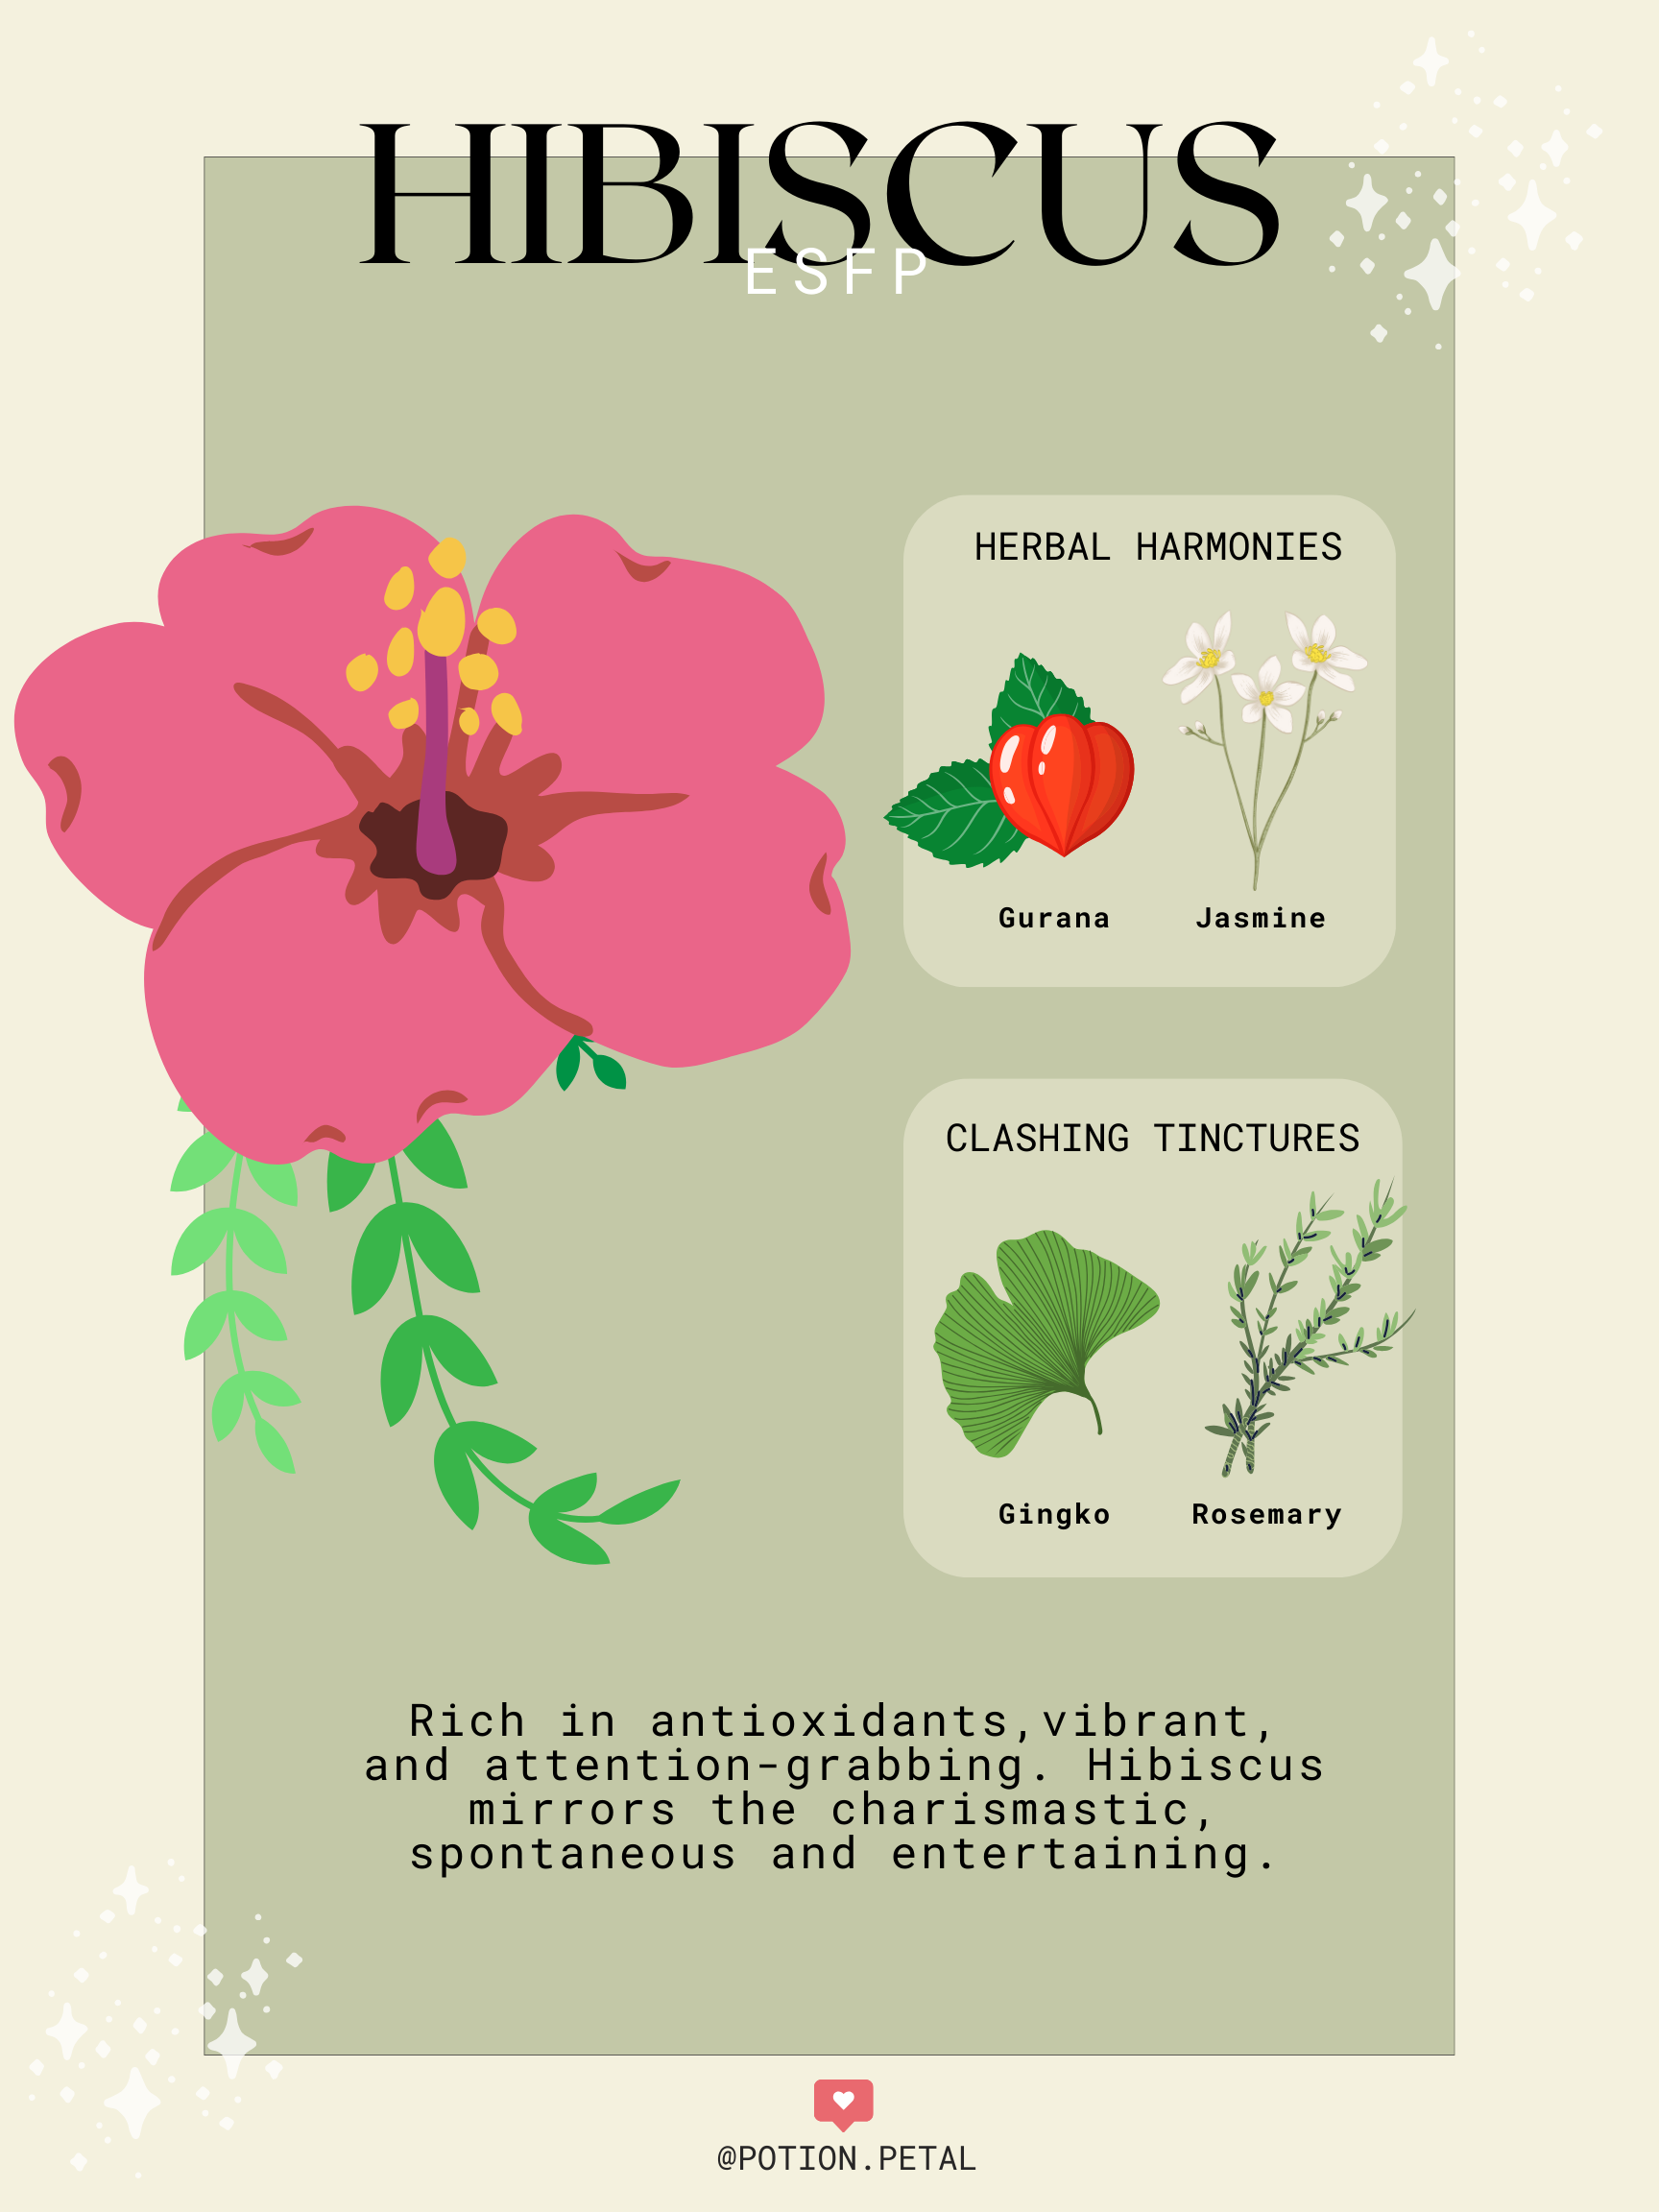 HIBISCUS
ESFP
HERBAL HARMONIES
Gurana Jasmine
CLASHING TINCTURES
Gingko Rosemary
Rich in antioxidants,vibrant,
and attention-grabbing. Hibiscus
mirrors the charismastic,
spontaneous and entertaining.
@POTION.PETAL